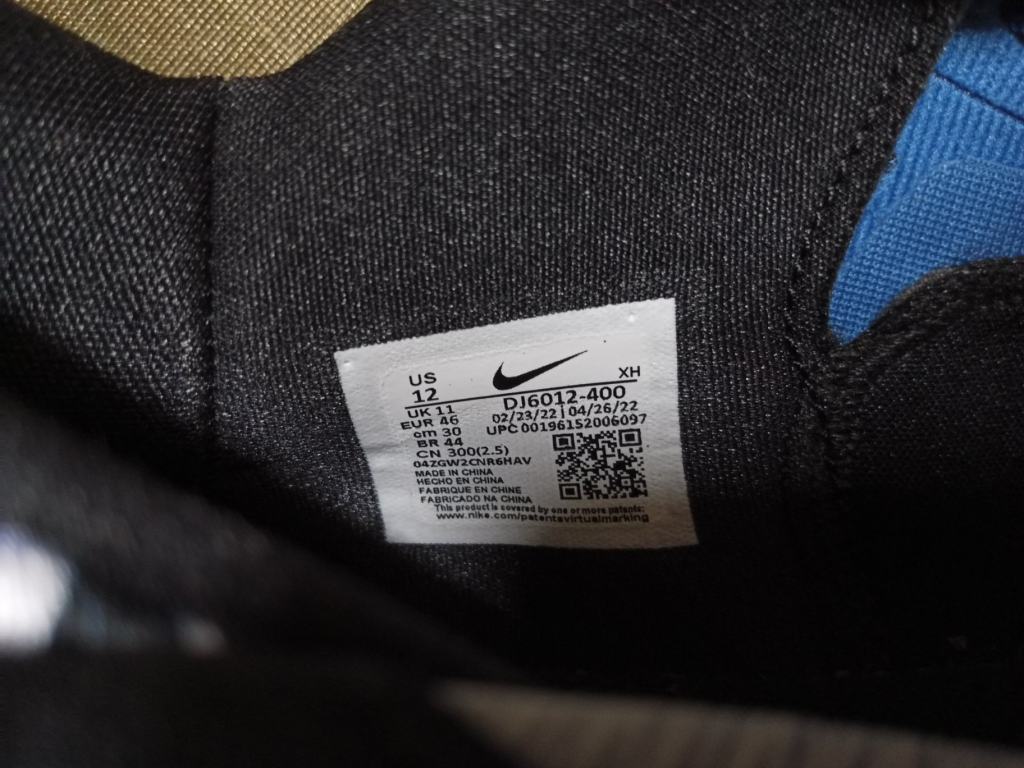 US
12
XH
UK 11
DJ6012-400
EUR 46
02/23/22 | 04/26/22
cm 30
UPC 00196152006097
BR 44
CN 300(2.5)
04ZGW2CNR6HAV
MADE IN CHINA
HECHO EN CHINA
FABRIQUE EN CHINE
FABRICADO NA CHINA
This product is covered by one or more patents:
www.nike.com/patentsvirtualmarking